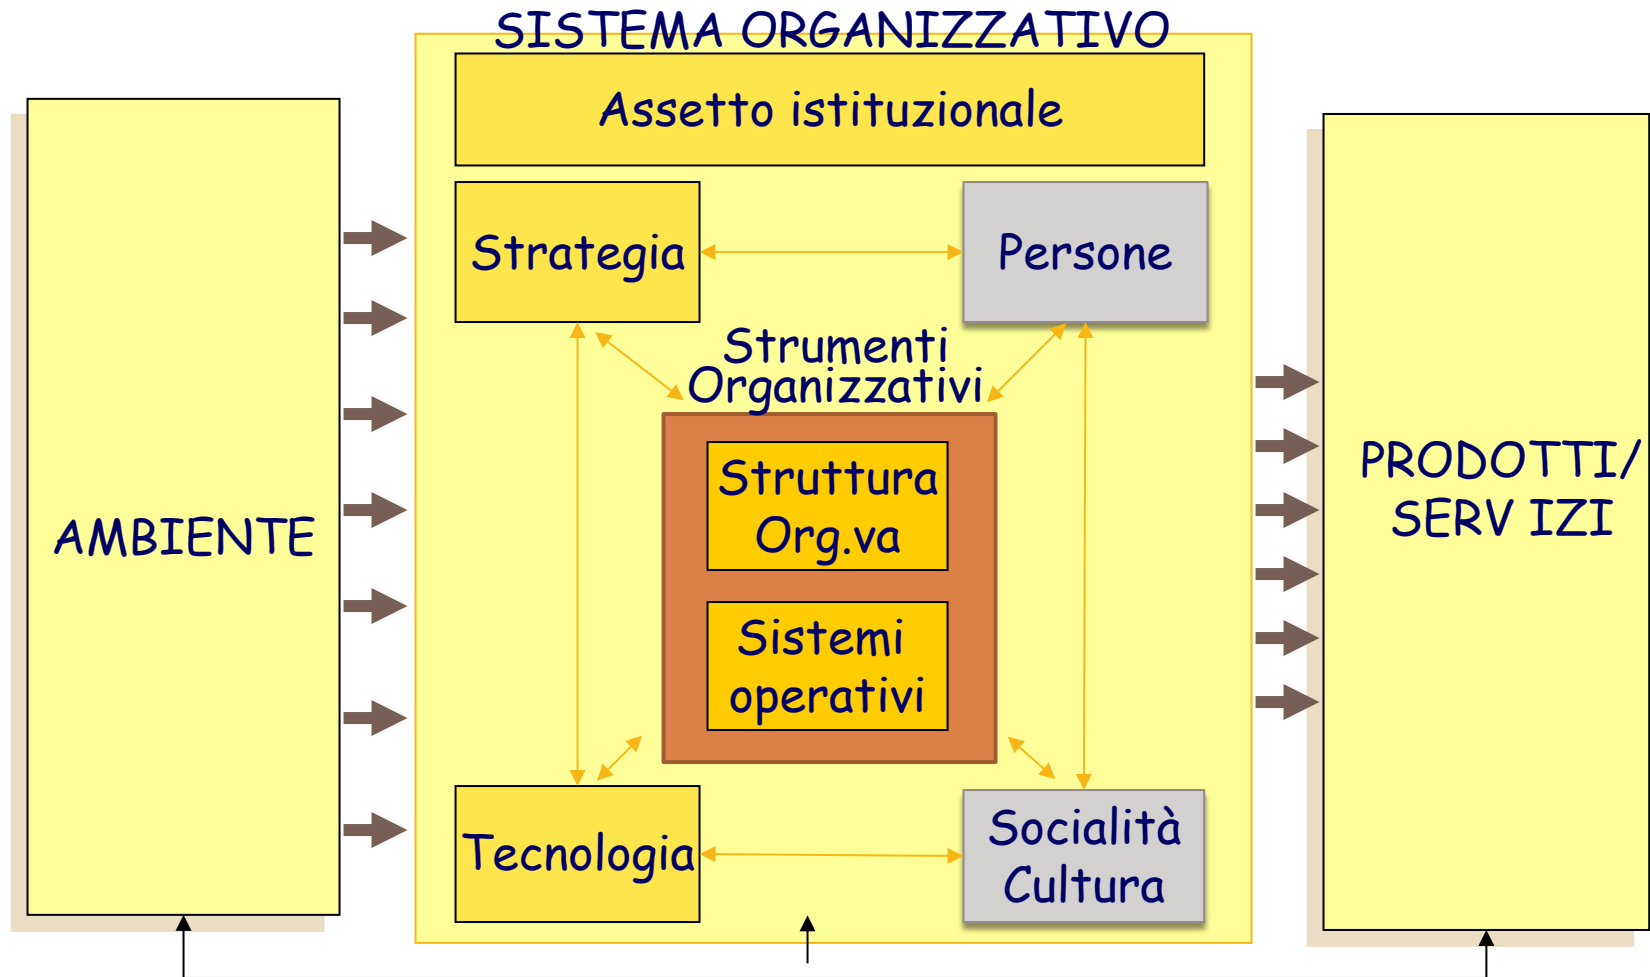 SISTEMA ORGANIZZATIVO
Assetto istituzionale
Strategia
Persone
Strumenti
Organizzativi
Struttura
Org.va
Sistemi
operativi
Tecnologia
Socialità
Cultura
AMBIENTE
PRODOTTI/
SERV IZI